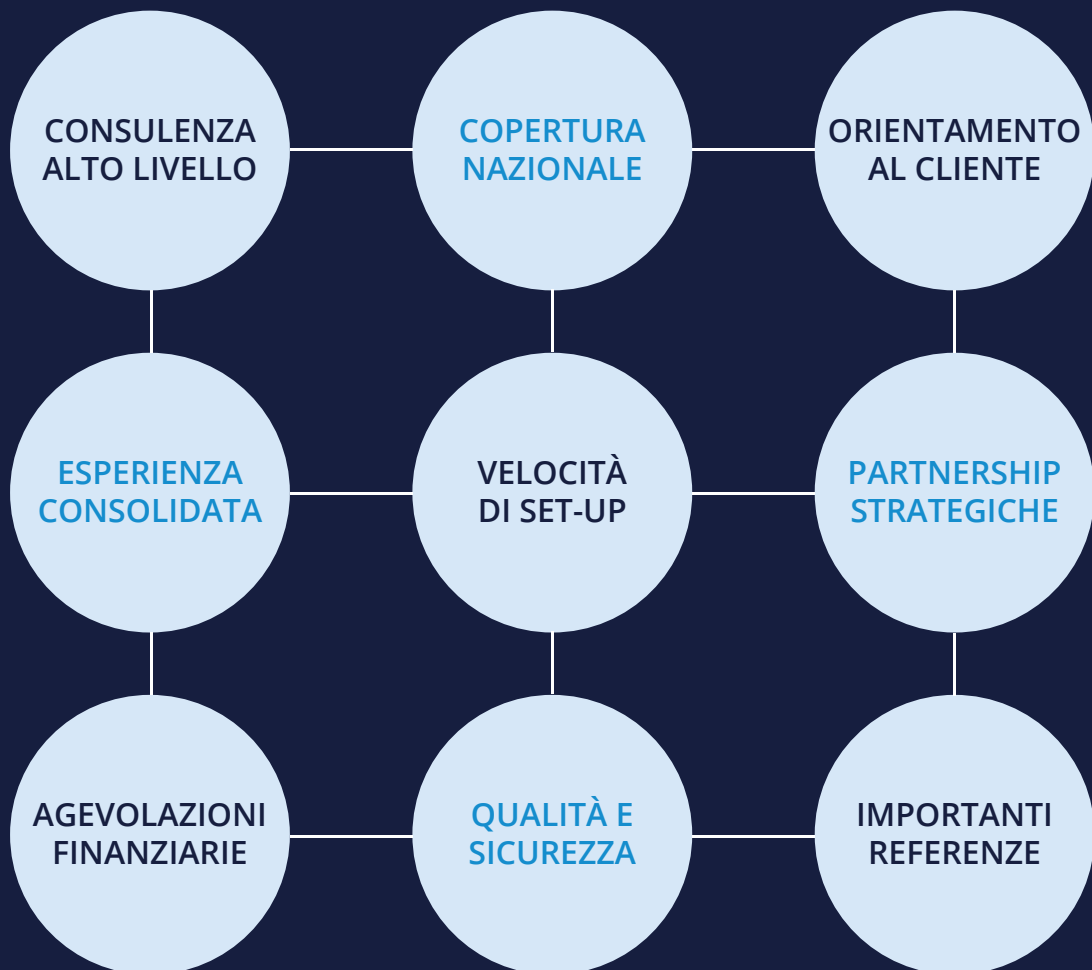 CONSULENZA
ALTO LIVELLO
COPERTURA
NAZIONALE
ORIENTAMENTO
AL CLIENTE
ESPERIENZA
CONSOLIDATA
VELOCITÀ
DI SET-UP
PARTNERSHIP
STRATEGICHE
AGEVOLAZIONI
FINANZIARIE
QUALITÀ E
SICUREZZA
IMPORTANTI
REFERENZE